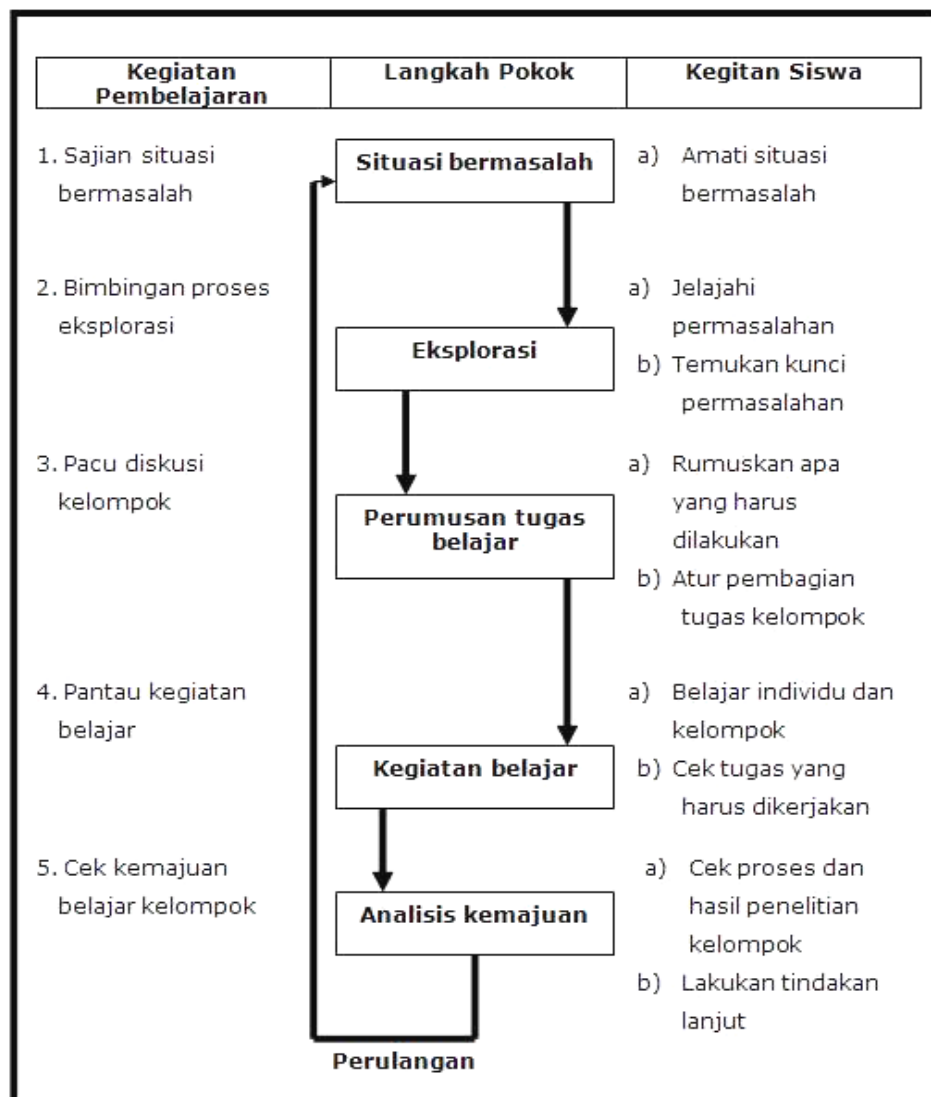 Kegiatan
Pembelajaran
Langkah Pokok
Kegitan Siswa
1. Sajian situasi
bermasalah
Situasi bermasalah
a) Amati situasi
bermasalah
2. Bimbingan proses
eksplorasi
Eksplorasi
a) Jelajahi
permasalahan
b) Temukan kunci
permasalahan
3. Pacu diskusi
kelompok
Perumusan tugas
belajar
a) Rumuskan apa
yang harus
dilakukan
b) Atur pembagian
tugas kelompok
4. Pantau kegiatan
belajar
Kegiatan belajar
a) Belajar individu dan
kelompok
b) Cek tugas yang
harus dikerjakan
5. Cek kemajuan
belajar kelompok
Analisis kemajuan
a) Cek proses dan
hasil penelitian
kelompok
b) Lakukan tindakan
lanjut
Perulangan